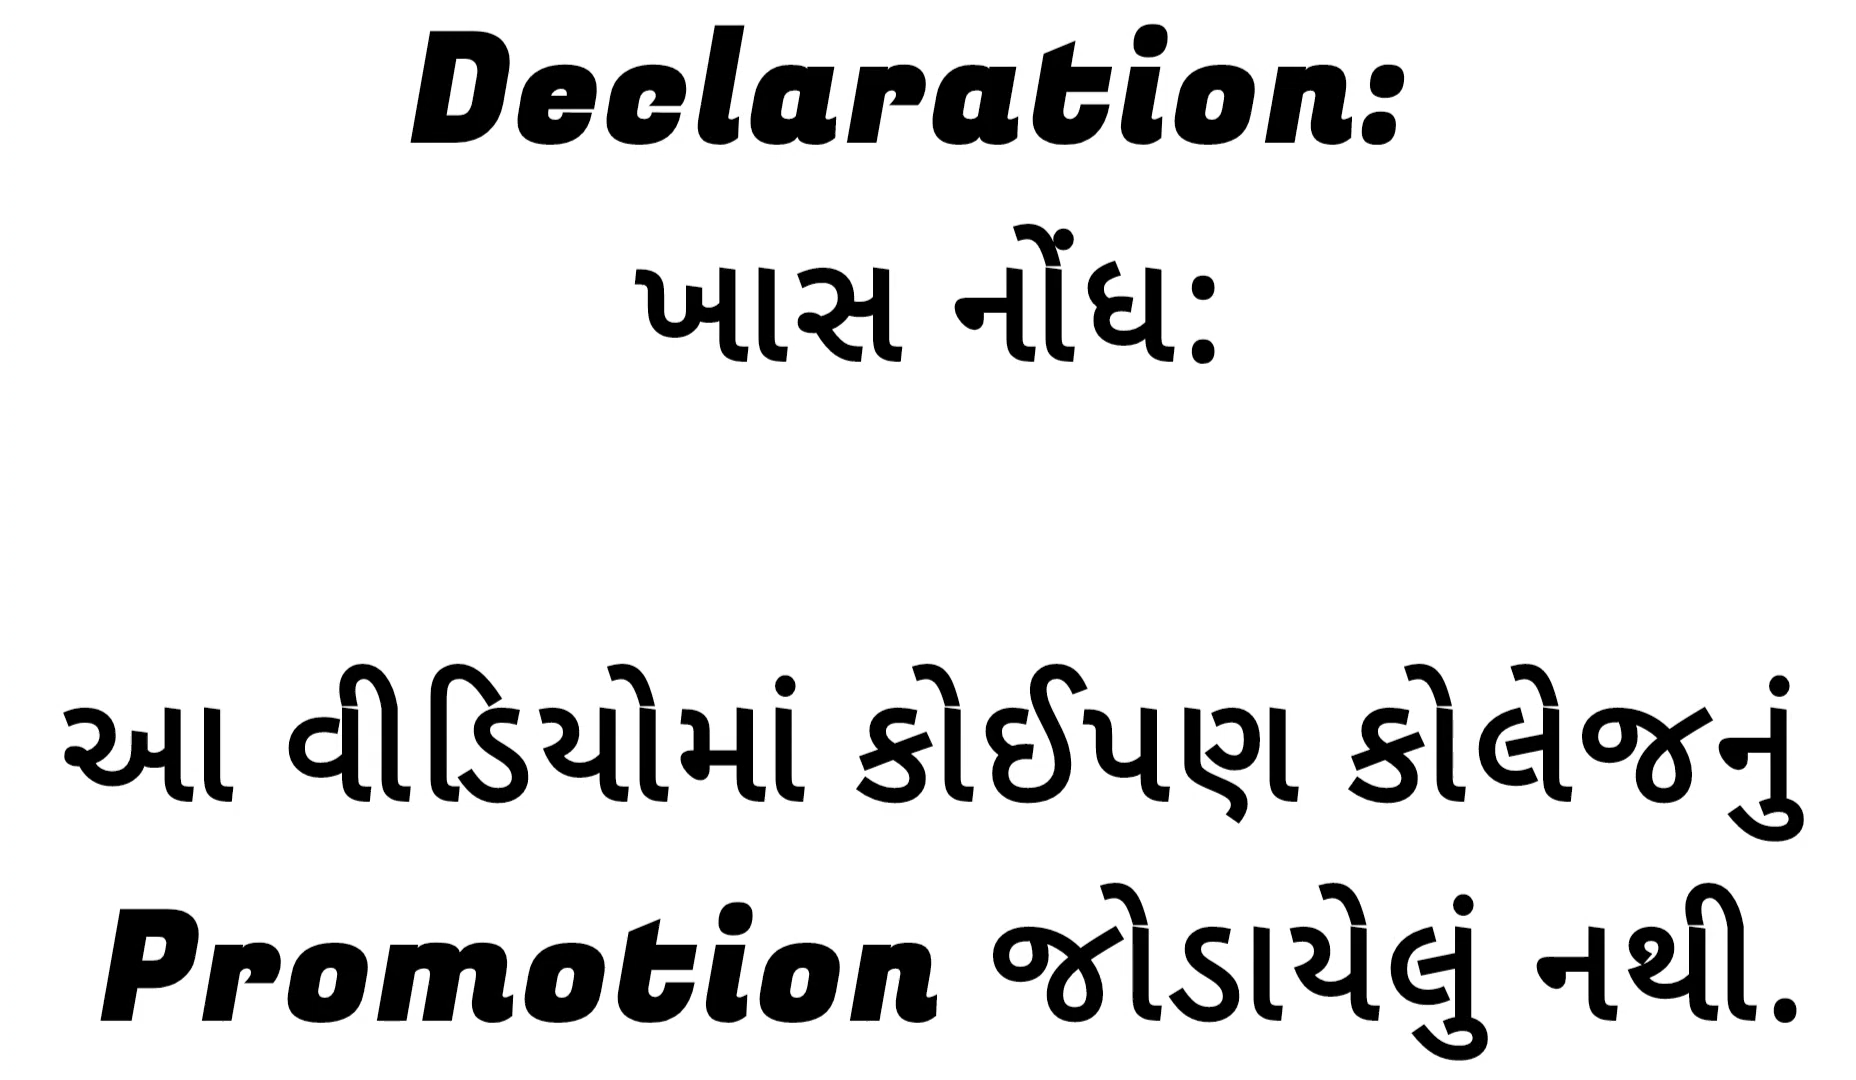 Declaration:
ખાસ નોંધ:
આ વીડિયોમાં કોઈપણ કોલેજનું
Promotion જોડાયેલું નથી.